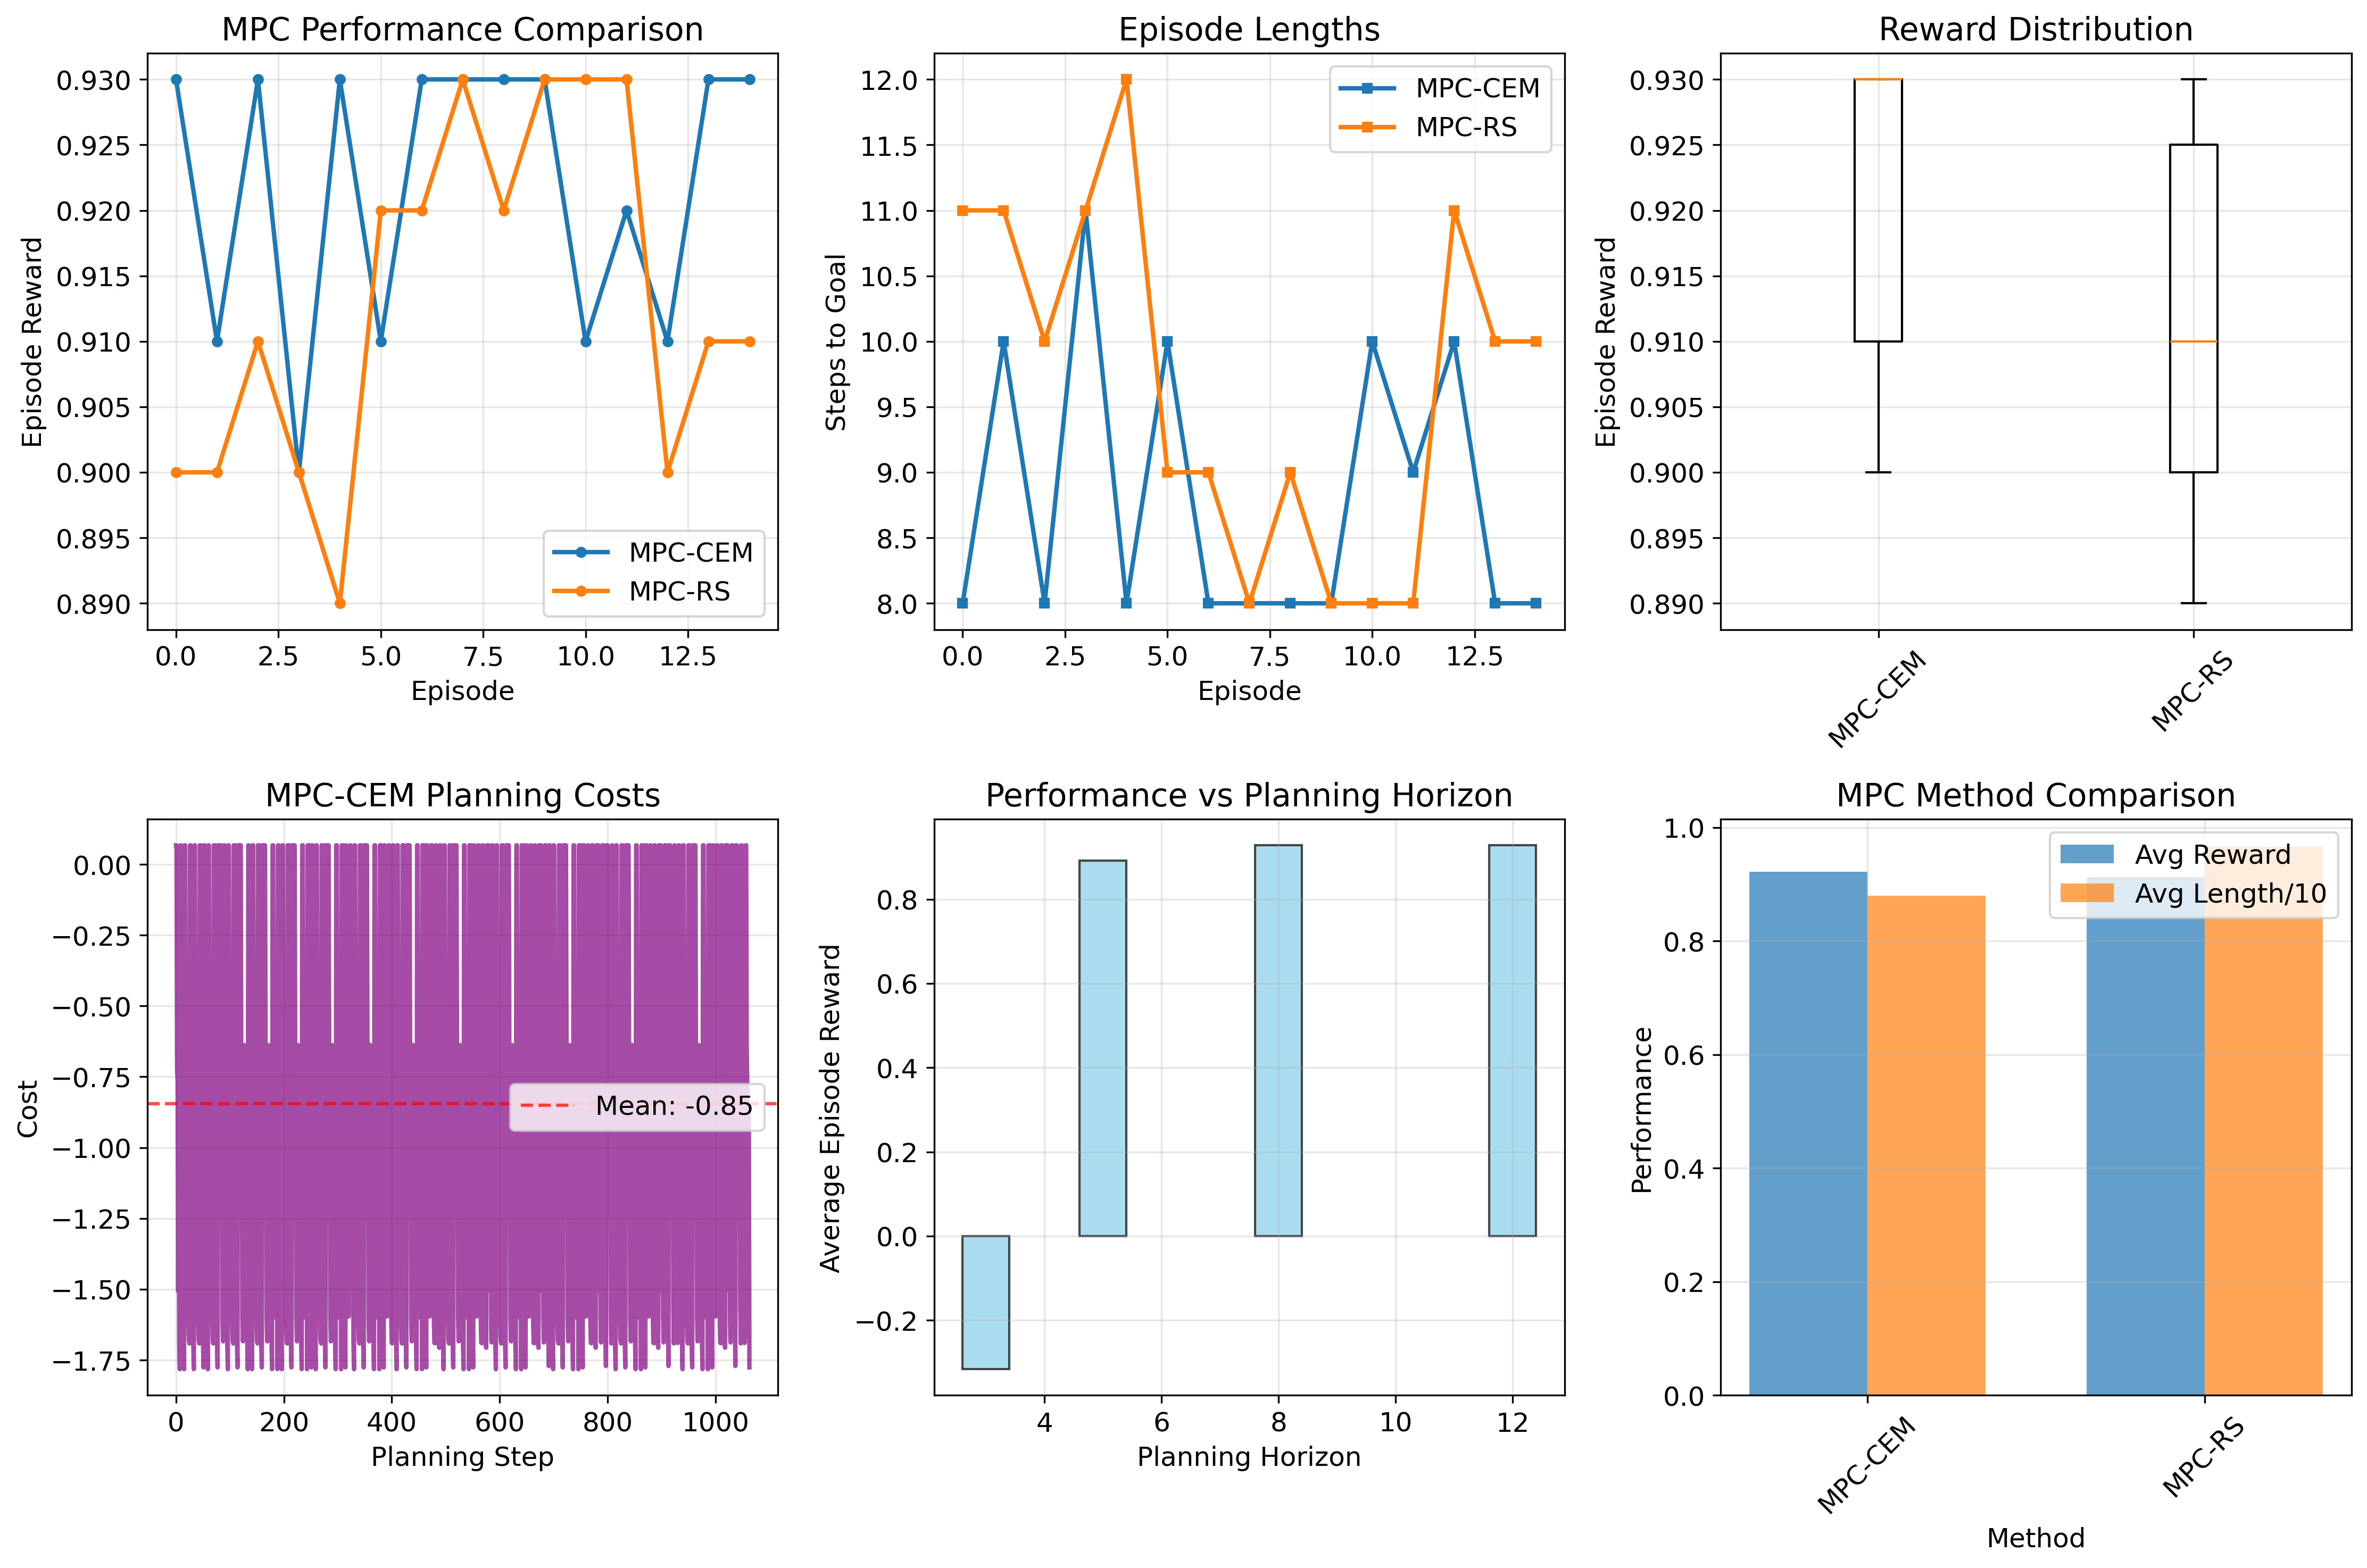 MPC Performance Comparison
Episode Reward
0.930
0.925
0.920
0.915
0.910
0.905
0.900
0.895
0.890
MPC-CEM
MPC-RS
0.0 2.5 5.0 7.5 10.0 12.5
Episode
Episode Lengths
Steps to Goal
12.0
11.5
11.0
10.5
10.0
9.5
9.0
8.5
8.0
MPC-CEM
MPC-RS
0.0 2.5 5.0 7.5 10.0 12.5
Episode
Reward Distribution
Episode Reward
0.930
0.925
0.920
0.915
0.910
0.905
0.900
0.895
0.890
MPC-CEM
MPC-RS
MPC-CEM Planning Costs
Cost
0.00
−0.25
−0.50
−0.75
−1.00
−1.25
−1.50
−1.75
Mean: -0.85
0 200 400 600 800 1000
Planning Step
Performance vs Planning Horizon
Average Episode Reward
0.8
0.6
0.4
0.2
0.0
−0.2
4 6 8 10 12
Planning Horizon
MPC Method Comparison
Performance
1.0
0.8
0.6
0.4
0.2
0.0
Avg Reward
Avg Length/10
MPC-CEM
MPC-RS
Method